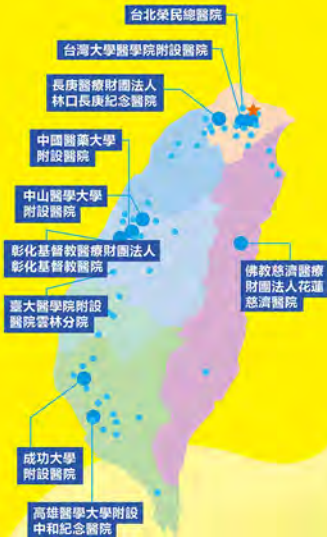 台北榮民總醫院
台灣大學醫學院附設醫院
長庚醫療財團法人
林口長庚紀念醫院
中國醫藥大學
附設醫院
中山醫學大學
附設醫院
彰化基督教醫療財團法人
彰化基督教醫院
佛教慈濟醫療
財團法人花蓮
慈濟醫院
臺大醫學院附設
醫院雲林分院
成功大學
附設醫院
高雄醫學大學附設
中和紀念醫院